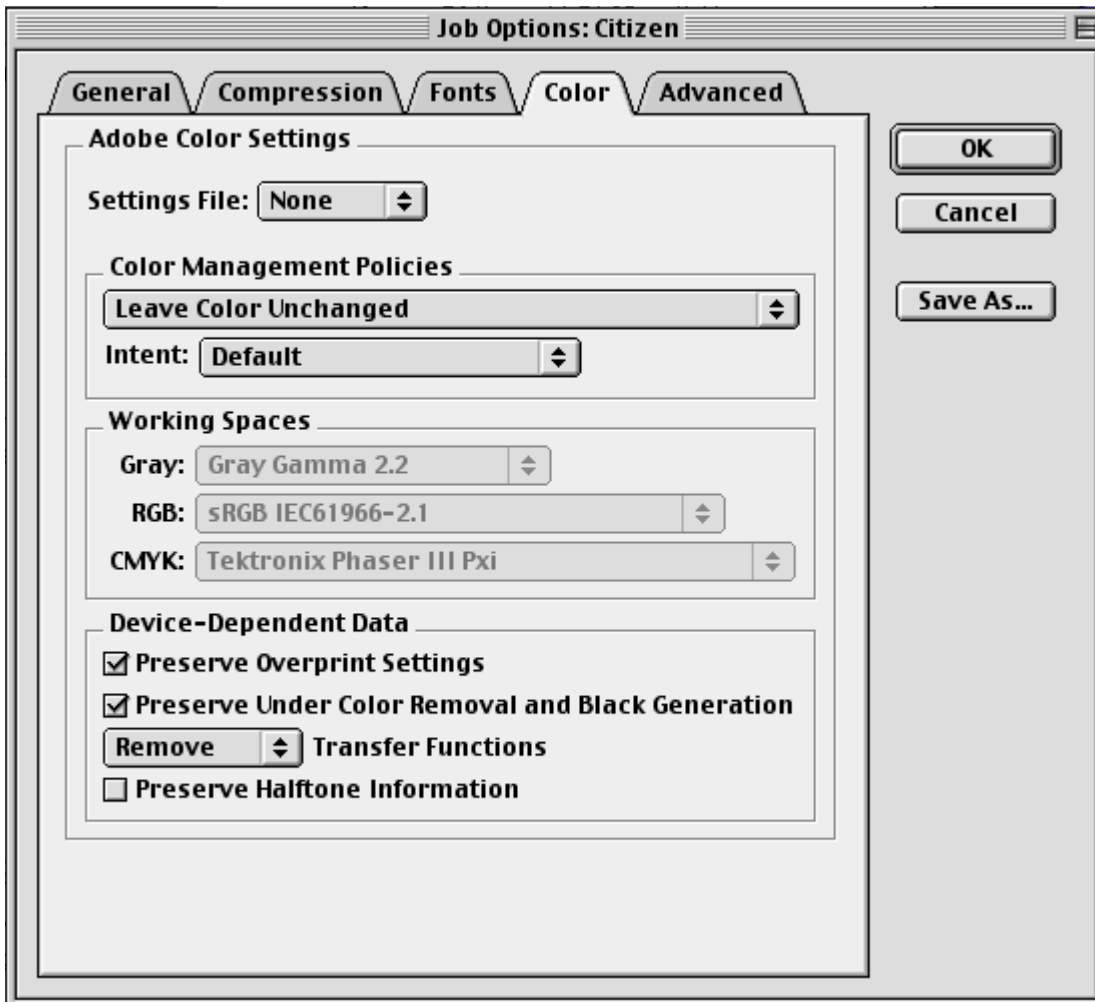 Job Options: Citizen
General Compression Fonts Color Advanced
Adobe Color Settings
OK
Settings File: None
Cancel
Color Management Policies
Leave Color Unchanged
Save As...
Intent: Default
Working Spaces
Gray: Gray Gamma 2.2
RGB: sRGB IEC61966-2.1
CMYK: Tektronix Phaser III Pxi
Device-Dependent Data
Preserve Overprint Settings
Preserve Under Color Removal and Black Generation
Remove Transfer Functions
Preserve Halftone Information